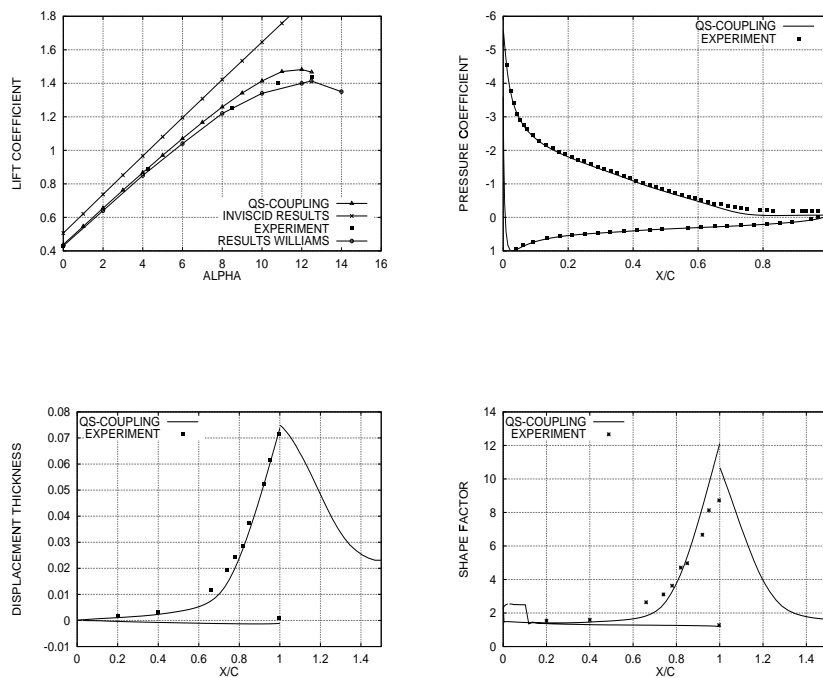 1.8
1.6
1.4
1.2
1
0.8
0.6
0.4
0 2 4 6 8 10 12 14 16
LIFT COEFFICIENT
ALPHA
QS-COUPLING
INVISCID RESULTS
EXPERIMENT
RESULTS WILLIAMS
-6
-5
-4
-3
-2
-1
0
1
0 0.2 0.4 0.6 0.8
PRESSURE COEFFICIENT
X/C
QS-COUPLING
EXPERIMENT
0.08
0.07
0.06
0.05
0.04
0.03
0.02
0.01
0
-0.01
0 0.2 0.4 0.6 0.8 1 1.2 1.4
DISPLACEMENT THICKNESS
X/C
QS-COUPLING
EXPERIMENT
14
12
10
8
6
4
2
0
0 0.2 0.4 0.6 0.8 1 1.2 1.4
SHAPE FACTOR
X/C
QS-COUPLING
EXPERIMENT